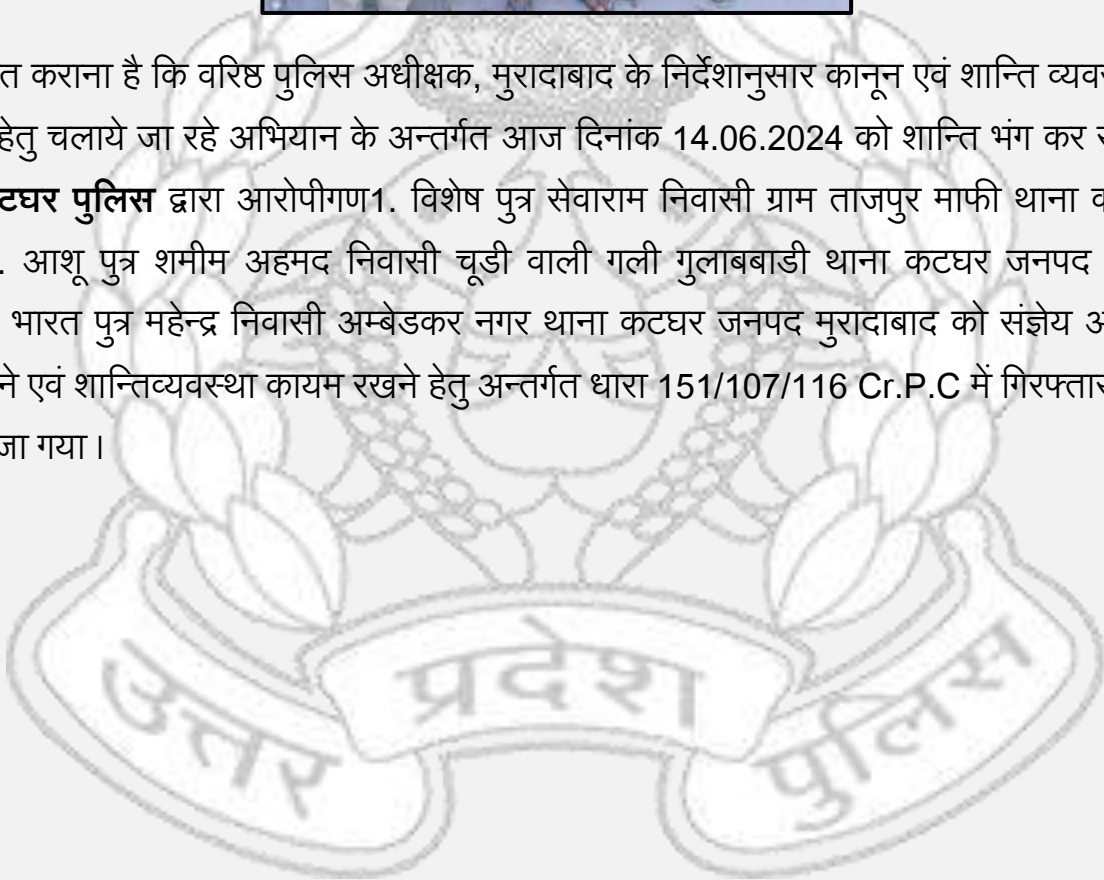 त कराना है कि वरिष्ठ पुलिस अधीक्षक, मुरादाबाद के निर्देशानुसार कानून एवं शान्ति व्यव
हेतु चलाये जा रहे अभियान के अन्तर्गत आज दिनांक 14.06.2024 को शान्ति भंग कर
टघर पुलिस द्वारा आरोपीगण1. विशेष पुत्र सेवाराम निवासी ग्राम ताजपुर माफी थाना
. आशू पुत्र शमीम अहमद निवासी चूडी वाली गली गुलाबबाडी थाना कटघर जनपद
भारत पुत्र महेन्द्र निवासी अम्बेडकर नगर थाना कटघर जनपद मुरादाबाद को संज्ञेय अ
ने एवं शान्तिव्यवस्था कायम रखने हेतु अन्तर्गत धारा 151/107/116 Cr.P.C में गिरफ्तार
जा गया।
उत्तर प्रदेश पुलिस